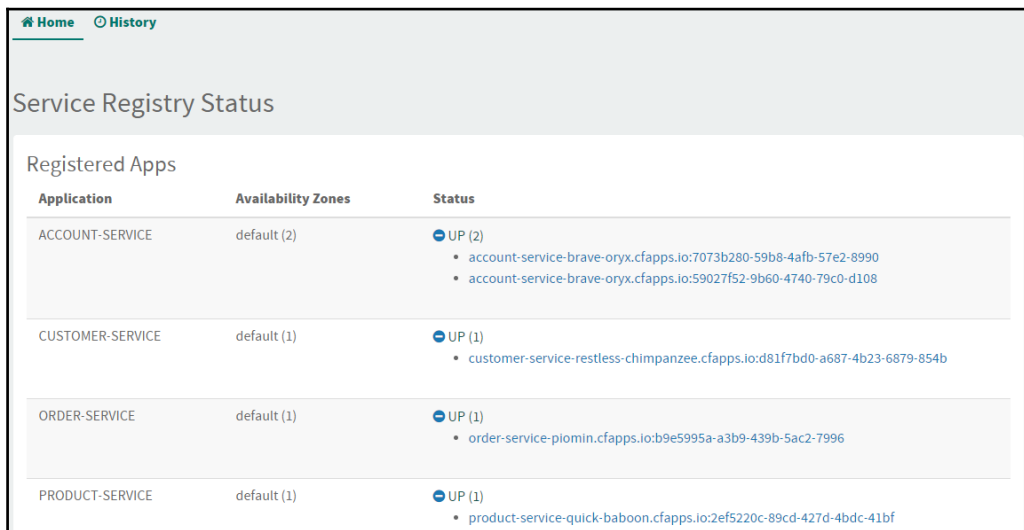 Home History
Service Registry Status
Registered Apps
Application Availability Zones Status
ACCOUNT-SERVICE default (2) UP (2)
account-service-brave-oryx.cfapps.io:7073b280-59b8-4afb-57e2-8990
account-service-brave-oryx.cfapps.io:59027f52-9b60-4740-79c0-d108
CUSTOMER-SERVICE default (1) UP (1)
customer-service-restless-chimpanzee.cfapps.io:d81f7bd0-a687-4b23-6879-854b
ORDER-SERVICE default (1) UP (1)
order-service-piomin.cfapps.io:b9e5995a-a3b9-439b-5ac2-7996
PRODUCT-SERVICE default (1) UP (1)
product-service-quick-baboon.cfapps.io:2ef5220c-89cd-427d-4bdc-41bf